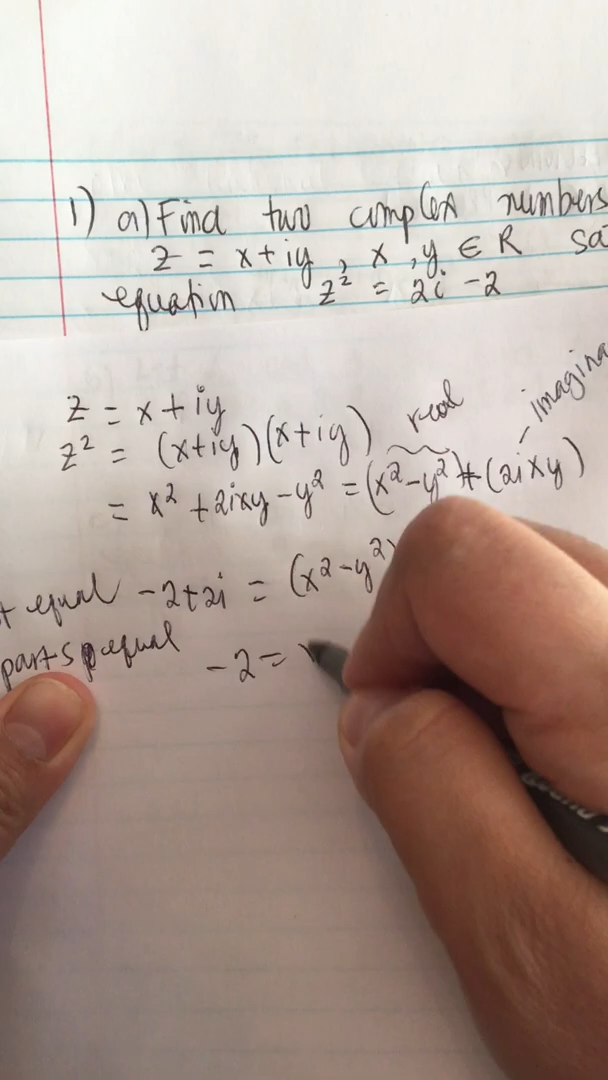 1) a) Find two complex numbers
z = x + iy , x , y ∈ R sa
equation z² = 2i - 2
z = x + iy
z² = (x+iy)(x+iy) real imagina
= x² + 2ixy - y² = (x² - y²) + (2ixy)
t equal -2+2i = (x² - y²)
parts equal
-2 =